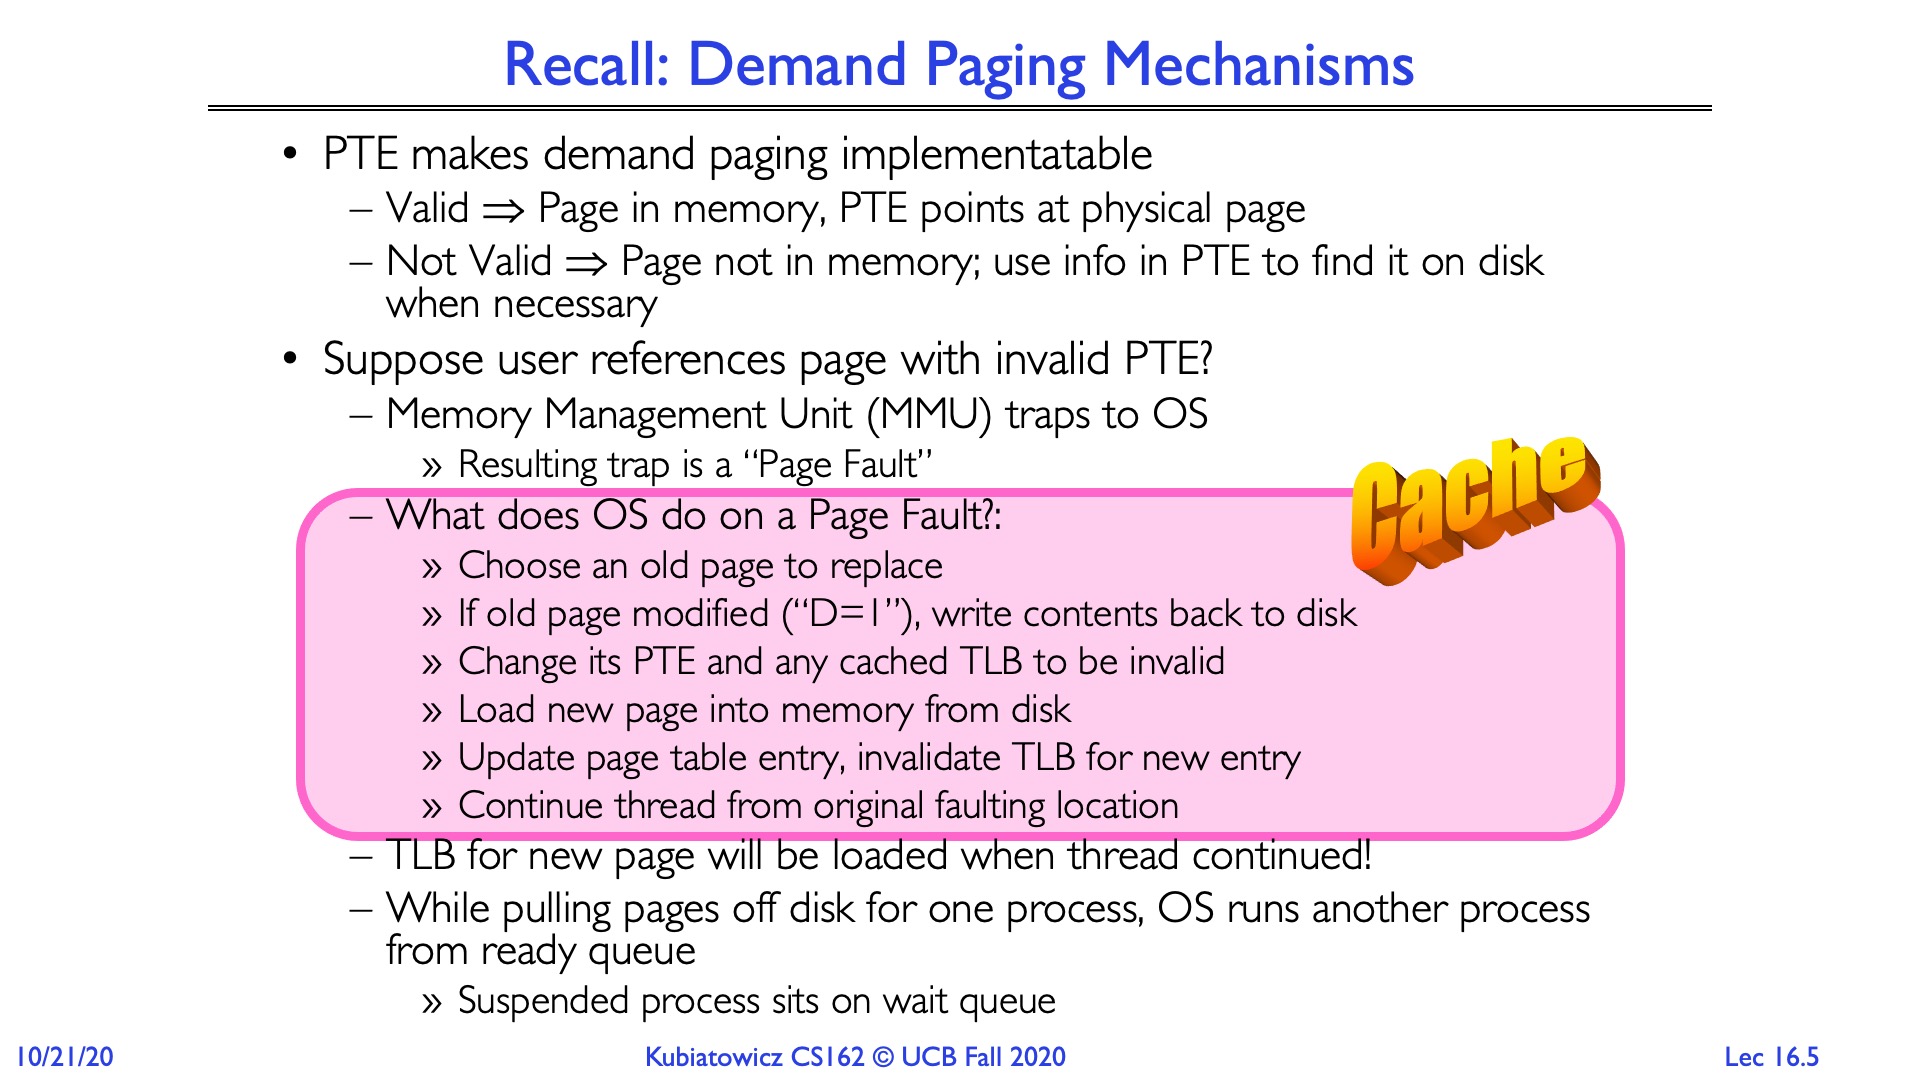 Recall: Demand Paging Mechanisms
• PTE makes demand paging implementatable
– Valid ⇒ Page in memory, PTE points at physical page
– Not Valid ⇒ Page not in memory; use info in PTE to find it on disk
when necessary
• Suppose user references page with invalid PTE?
– Memory Management Unit (MMU) traps to OS
» Resulting trap is a “Page Fault”
– What does OS do on a Page Fault?:
» Choose an old page to replace
» If old page modified (“D=1”), write contents back to disk
» Change its PTE and any cached TLB to be invalid
» Load new page into memory from disk
» Update page table entry, invalidate TLB for new entry
» Continue thread from original faulting location
Cache
– TLB for new page will be loaded when thread continued!
– While pulling pages off disk for one process, OS runs another process
from ready queue
» Suspended process sits on wait queue
10/21/20
Kubiatowicz CS162 © UCB Fall 2020
Lec 16.5